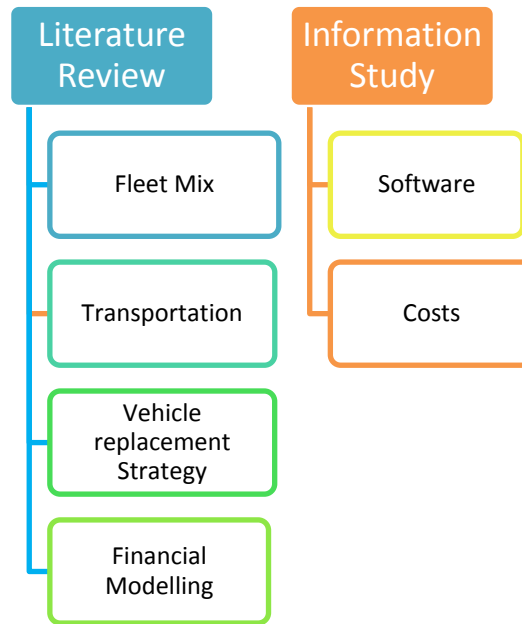 Literature
Review
Fleet Mix
Transportation
Vehicle
replacement
Strategy
Financial
Modelling
Information
Study
Software
Costs